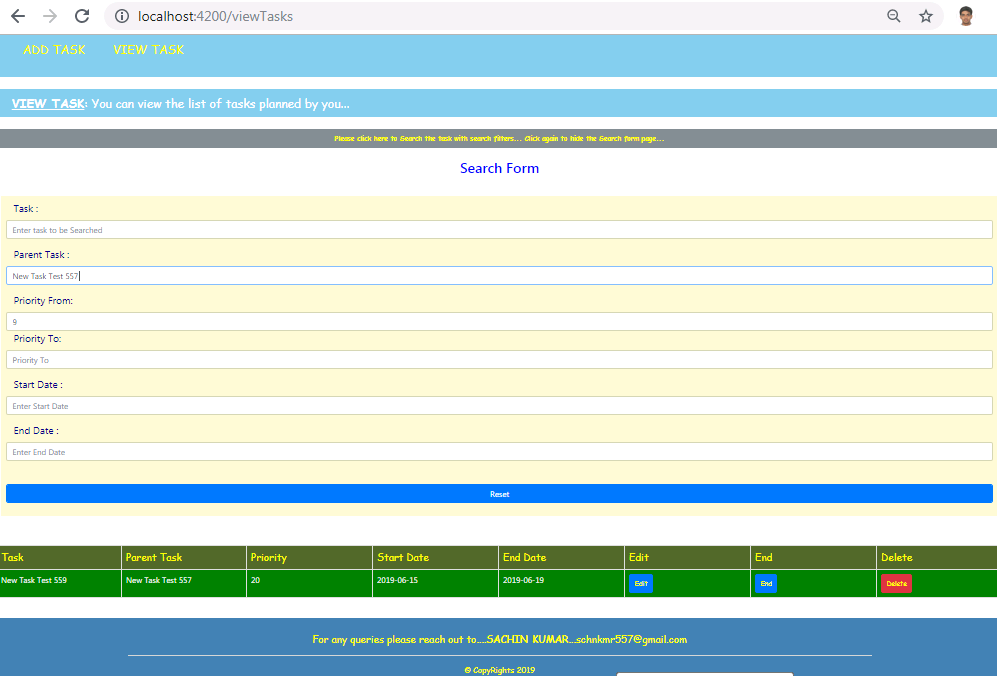 localhost:4200/viewTasks
ADD TASK VIEW TASK
VIEW TASK: You can view the list of tasks planned by you...
Please click here to Search the task with search filters... Click again to hide the Search form page...
Search Form
Task :
Enter task to be Searched
Parent Task :
New Task Test 557
Priority From:
9
Priority To:
Priority To
Start Date :
Enter Start Date
End Date :
Enter End Date
Reset
Task Parent Task Priority Start Date End Date Edit End Delete
New Task Test 559 New Task Test 557 20 2019-06-15 2019-06-19 Edit End Delete
For any queries please reach out to....SACHIN KUMAR...schnkmr557@gmail.com
© CopyRights 2019